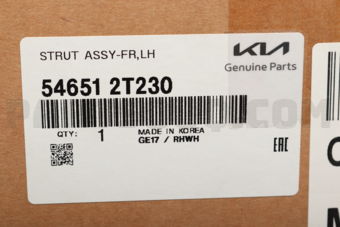 STRUT ASSY-FR,LH
KIA
Genuine Parts
54651 2T230
QTY: 1
MADE IN KOREA
GE17 / RHWH
EAC